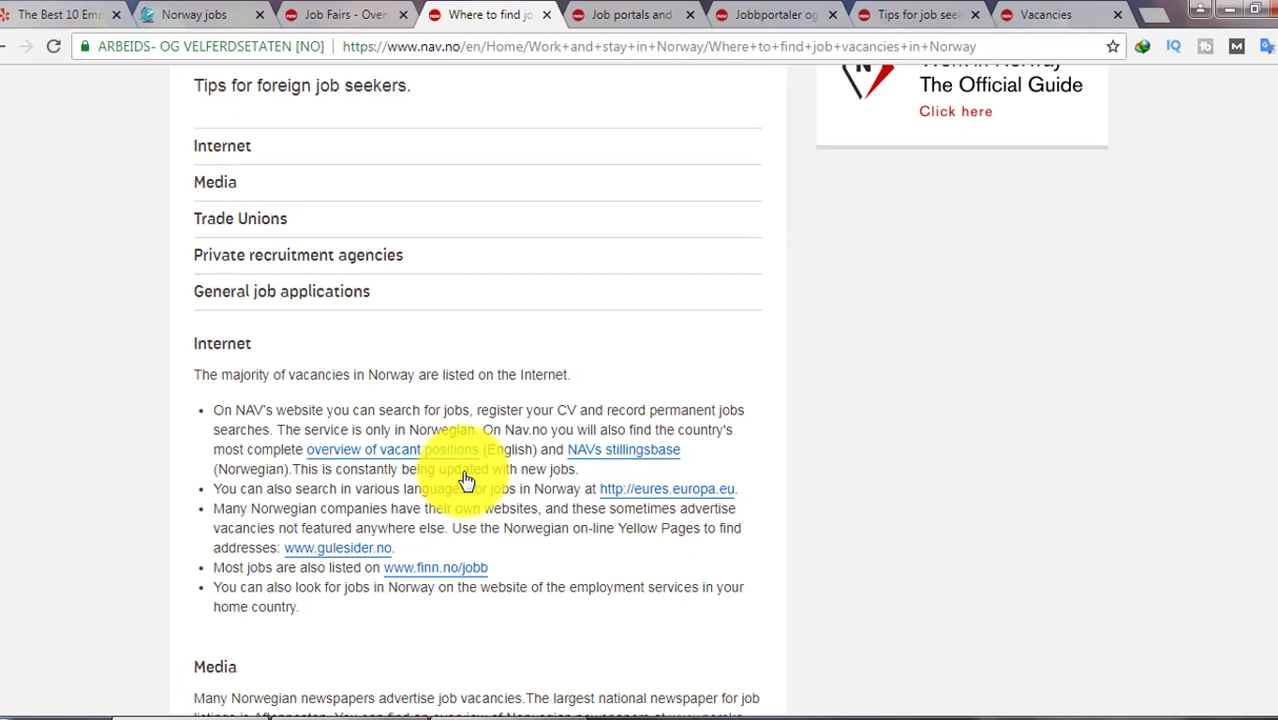 The Best 10 Emp
Norway jobs
Job Fairs - Over
Where to find jo
Job portals and
Jobbportaler og
Tips for job seek
Vacancies
ARBEIDS- OG VELFERDSETATEN [NO]
https://www.nav.no/en/Home/Work+and+stay+in+Norway/Where+to+find+job+vacancies+in+Norway
Tips for foreign job seekers.
Work in Norway
The Official Guide
Click here
Internet
Media
Trade Unions
Private recruitment agencies
General job applications
Internet
The majority of vacancies in Norway are listed on the Internet.
• On NAV's website you can search for jobs, register your CV and record permanent jobs
searches. The service is only in Norwegian. On Nav.no you will also find the country's
most complete overview of vacant positions (English) and NAVs stillingsbase
(Norwegian).This is constantly being updated with new jobs.
• You can also search in various languages for jobs in Norway at http://eures.europa.eu.
• Many Norwegian companies have their own websites, and these sometimes advertise
vacancies not featured anywhere else. Use the Norwegian on-line Yellow Pages to find
addresses: www.gulesider.no.
• Most jobs are also listed on www.finn.no/jobb
• You can also look for jobs in Norway on the website of the employment services in your
home country.
Media
Many Norwegian newspapers advertise job vacancies.The largest national newspaper for job